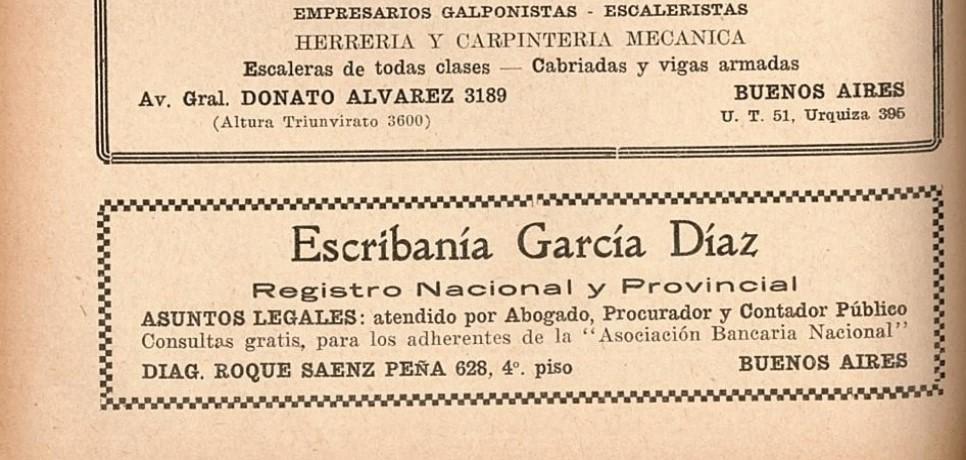 EMPRESARIOS GALPONISTAS - ESCALERISTAS
HERRERIA Y CARPINTERIA MECANICA
Escaleras de todas clases — Cabriadas y vigas armadas
Av. Gral. DONATO ALVAREZ 3189 BUENOS AIRES
(Altura Triunvirato 3600) U. T. 51, Urquiza 395
Escribanía García Díaz
Registro Nacional y Provincial
ASUNTOS LEGALES: atendido por Abogado, Procurador y Contador Público
Consultas gratis, para los adherentes de la “Asociación Bancaria Nacional”
DIAG. ROQUE SAENZ PEÑA 628, 4º. piso BUENOS AIRES